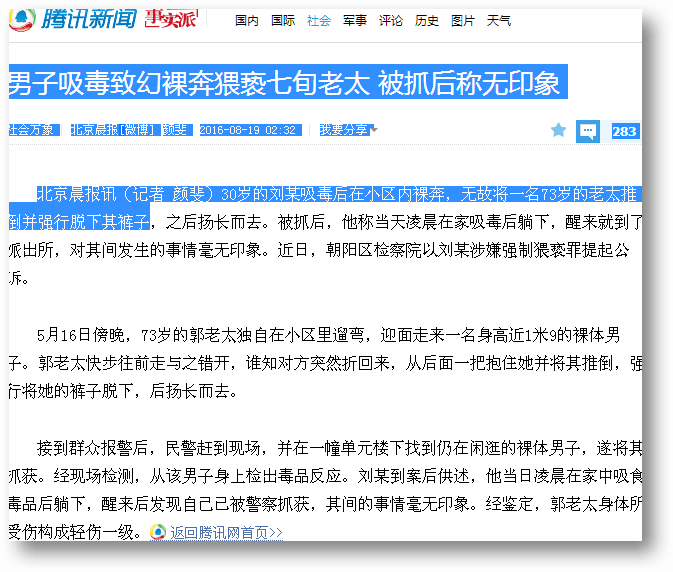 腾讯新闻 事实派 国内 国际 社会 军事 评论 历史 图片 天气
男子吸毒致幻裸奔猥亵七旬老太 被抓后称无印象
社会万象 北京晨报[微博] 颜斐 2016-08-19 02:32 我要分享 283
北京晨报讯（记者 颜斐）30岁的刘某吸毒后在小区内裸奔，无故将一名73岁的老太推
倒并强行脱下其裤子，之后扬长而去。被抓后，他称当天凌晨在家吸毒后躺下，醒来就到了
派出所，对其间发生的事情毫无印象。近日，朝阳区检察院以刘某涉嫌强制猥亵罪提起公
诉。
5月16日傍晚，73岁的郭老太独自在小区里遛弯，迎面走来一名身高近1米9的裸体男
子。郭老太快步往前走与之错开，谁知对方突然折回来，从后面一把抱住她并将其推倒，强
行将她的裤子脱下，后扬长而去。
接到群众报警后，民警赶到现场，并在一幢单元楼下找到仍在闲逛的裸体男子，遂将其
抓获。经现场检测，从该男子身上检出毒品反应。刘某到案后供述，他当日凌晨在家中吸食
毒品后躺下，醒来后发现自己已被警察抓获，其间的事情毫无印象。经鉴定，郭老太身体所
受伤构成轻伤一级。 返回腾讯网首页>>